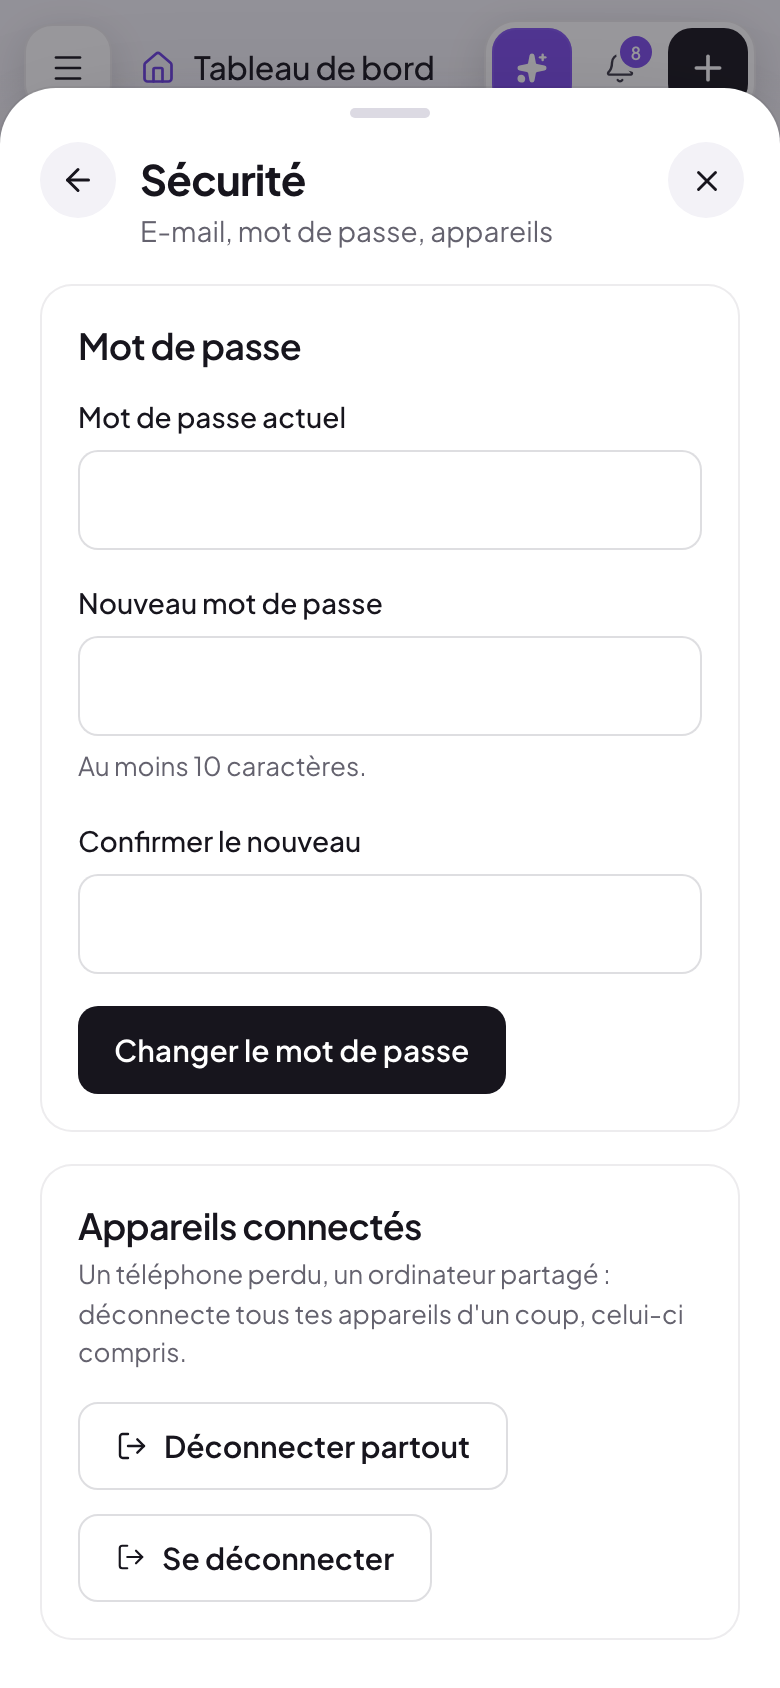 Tableau de bord
8
Sécurité
E-mail, mot de passe, appareils
Mot de passe
Mot de passe actuel
Nouveau mot de passe
Au moins 10 caractères.
Confirmer le nouveau
Changer le mot de passe
Appareils connectés
Un téléphone perdu, un ordinateur partagé :
déconnecte tous tes appareils d'un coup, celui-ci
compris.
Déconnecter partout
Se déconnecter